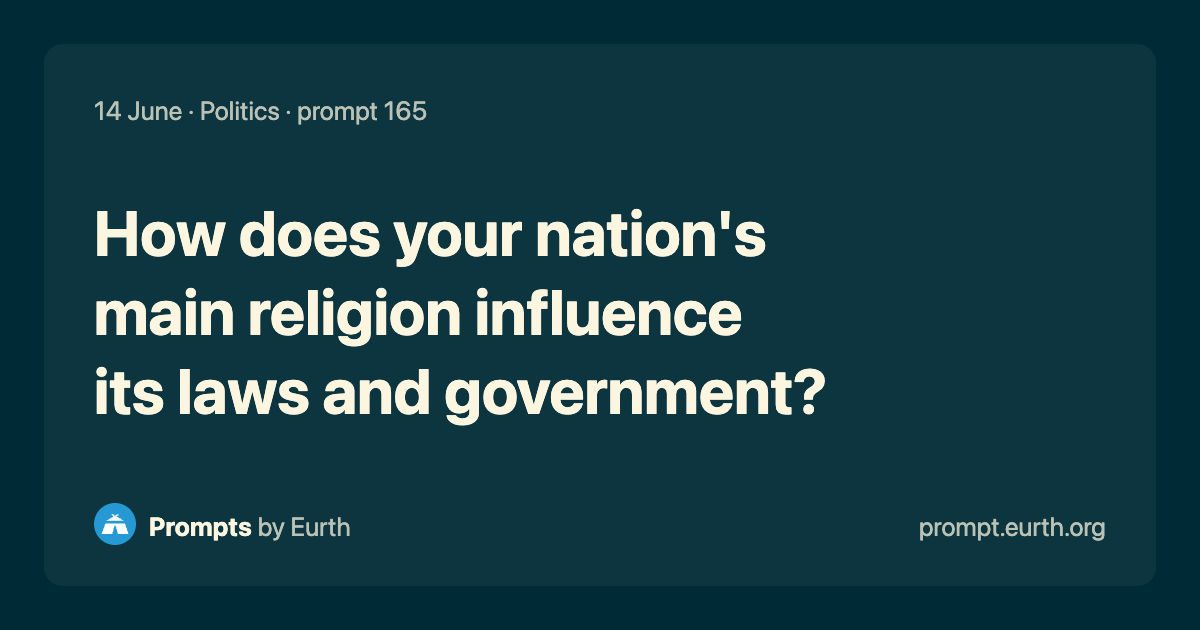 14 June · Politics · prompt 165
How does your nation's
main religion influence
its laws and government?
Prompts by Eurth
prompt.eurth.org